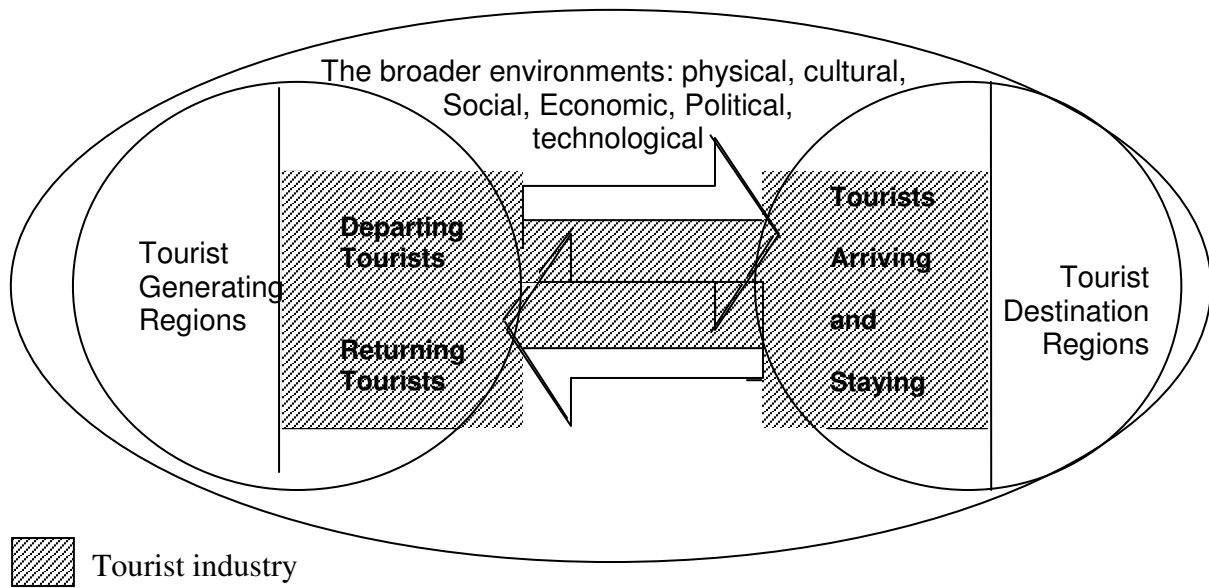 The broader environments: physical, cultural,
Social, Economic, Political,
technological
Tourist
Generating
Regions
Departing
Tourists
Returning
Tourists
Tourists
Arriving
and
Staying
Tourist
Destination
Regions
Tourist industry